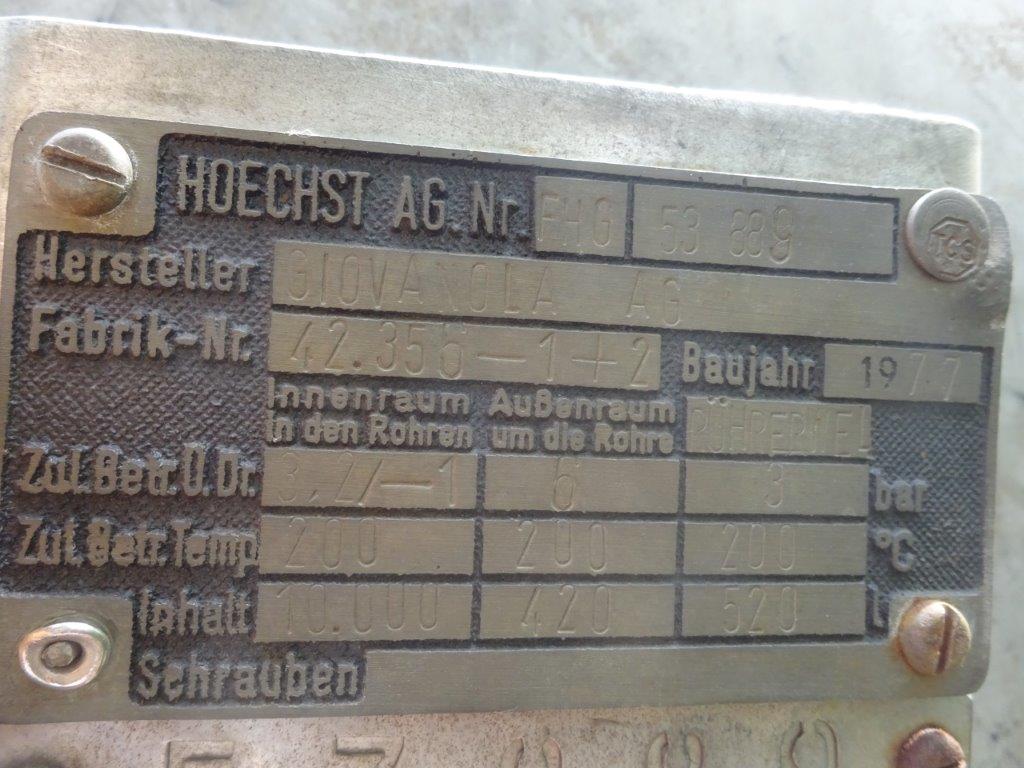 HOECHST AG. Nr. EHG 53 889
TGS
Hersteller GIOVANOLA AG
Fabrik-Nr. 42.356-1+2 Baujahr 1977
Innenraum Außenraum
in den Rohren um die Rohre
Zul. Betr. Ü. Dr. 3,2/-1 6 3 bar
Zul. Betr. Temp 200 200 200 °C
Inhalt 10.000 420 520 l
Schrauben